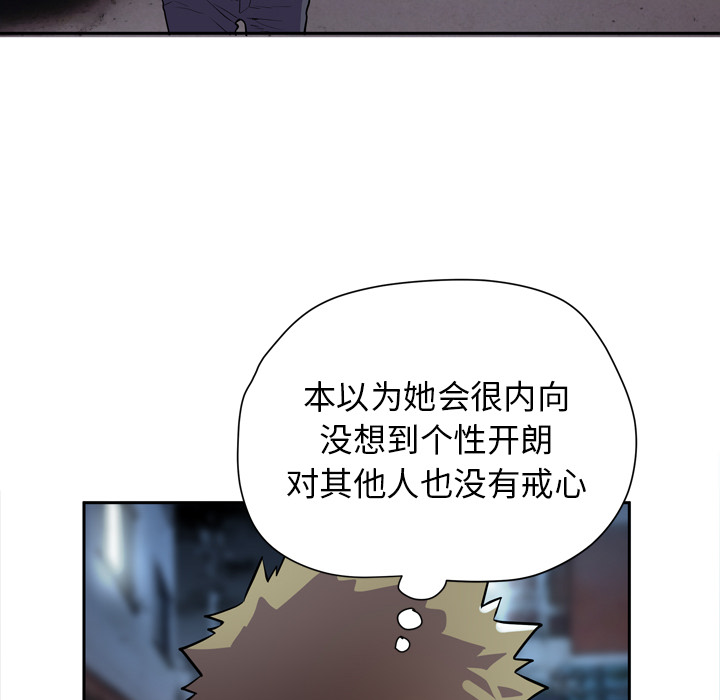 本以为她会很内向
没想到个性开朗
对其他人也没有戒心